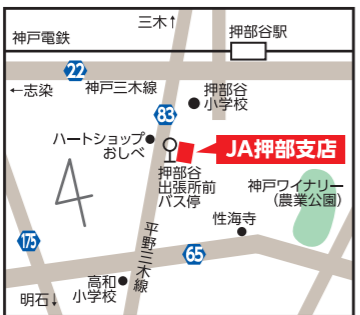 三木↑
神戸電鉄
押部谷駅
22
←志染
神戸三木線
押部谷
小学校
83
ハートショップ
おしべ
JA押部支店
押部谷
出張所前
バス停
神戸ワイナリー
(農業公園)
性海寺
平野三木線
175
65
高和
小学校
明石↓